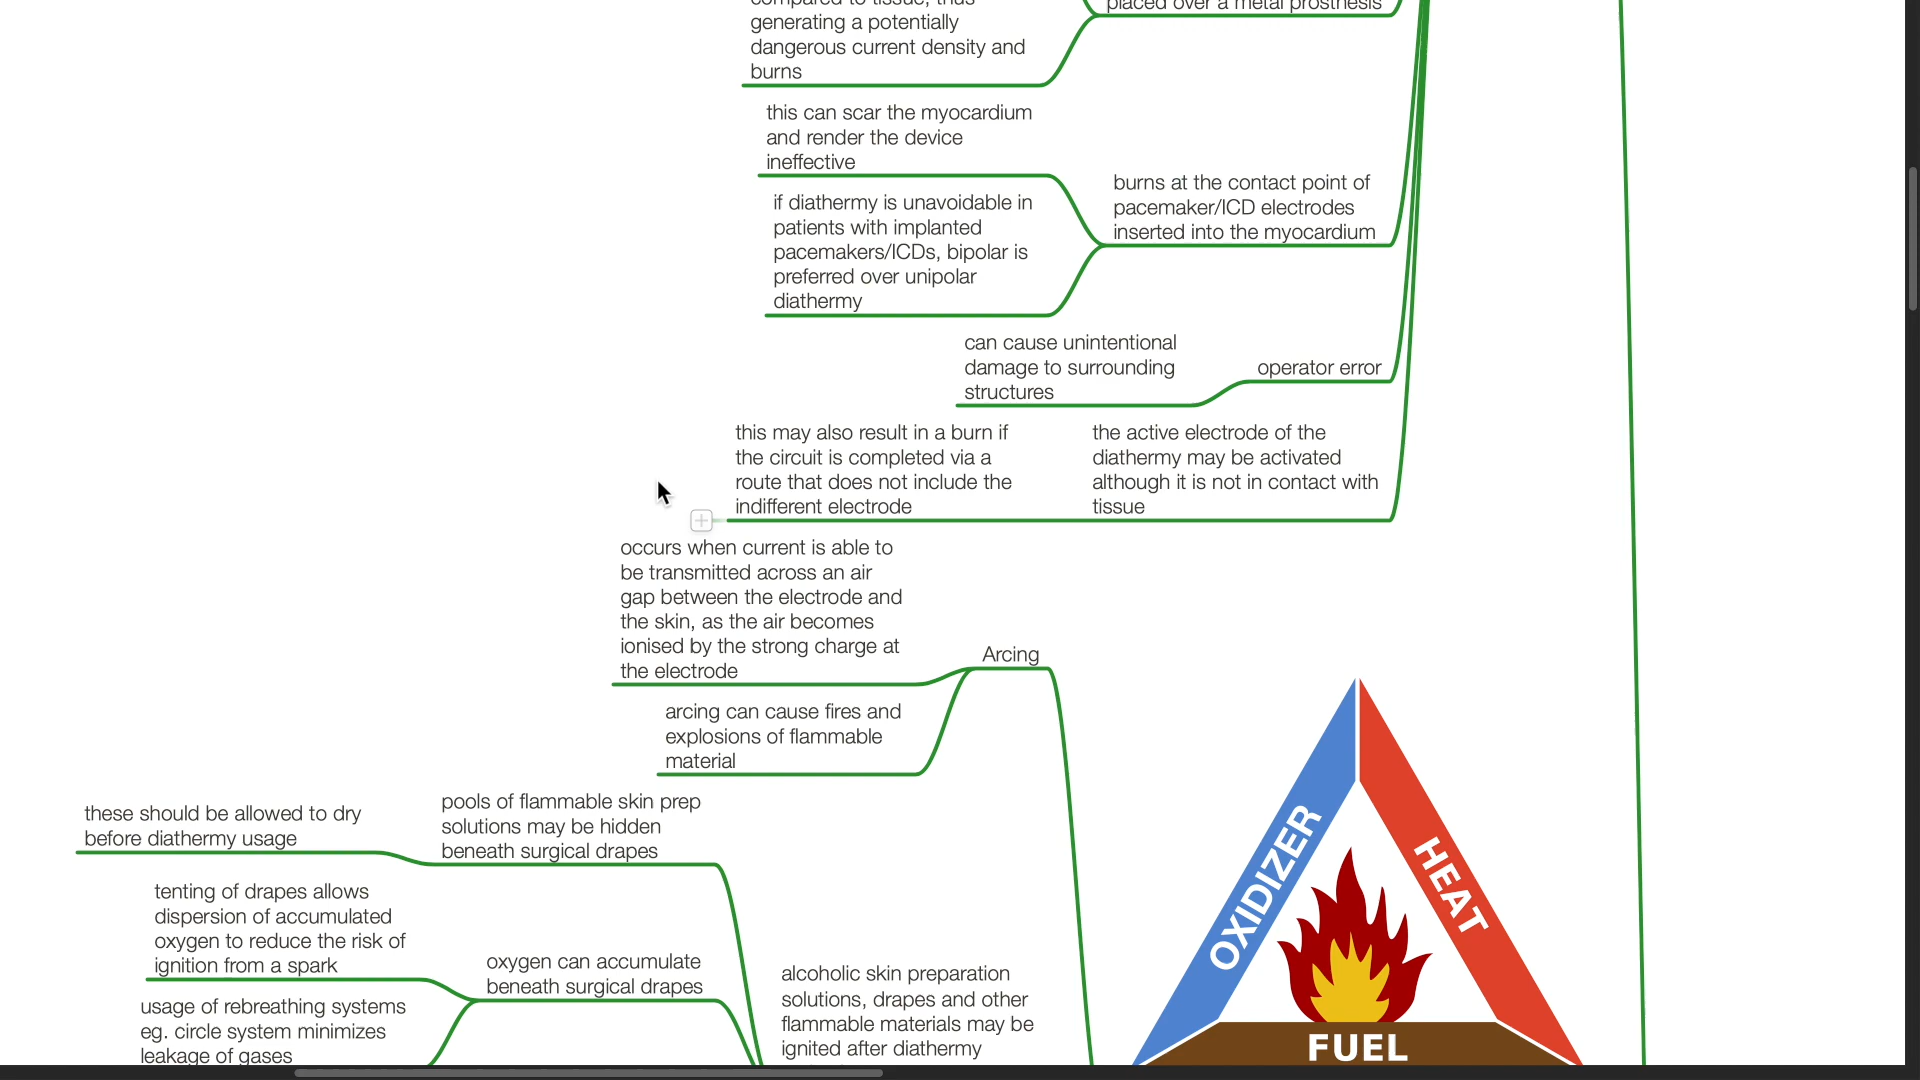 compared to tissue, thus
generating a potentially
dangerous current density and
burns
placed over a metal prosthesis
this can scar the myocardium
and render the device
ineffective
if diathermy is unavoidable in
patients with implanted
pacemakers/ICDs, bipolar is
preferred over unipolar
diathermy
burns at the contact point of
pacemaker/ICD electrodes
inserted into the myocardium
can cause unintentional
damage to surrounding
structures
operator error
this may also result in a burn if
the circuit is completed via a
route that does not include the
indifferent electrode
the active electrode of the
diathermy may be activated
although it is not in contact with
tissue
occurs when current is able to
be transmitted across an air
gap between the electrode and
the skin, as the air becomes
ionised by the strong charge at
the electrode
Arcing
arcing can cause fires and
explosions of flammable
material
these should be allowed to dry
before diathermy usage
pools of flammable skin prep
solutions may be hidden
beneath surgical drapes
tenting of drapes allows
dispersion of accumulated
oxygen to reduce the risk of
ignition from a spark
oxygen can accumulate
beneath surgical drapes
usage of rebreathing systems
eg. circle system minimizes
leakage of gases
alcoholic skin preparation
solutions, drapes and other
flammable materials may be
ignited after diathermy
OXIDIZER
HEAT
FUEL